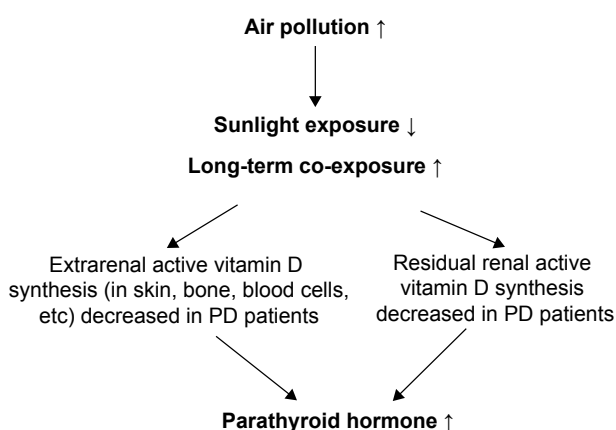 Air pollution ↑
Sunlight exposure ↓
Long-term co-exposure ↑
Extrarenal active vitamin D
synthesis (in skin, bone, blood cells,
etc) decreased in PD patients
Residual renal active
vitamin D synthesis
decreased in PD patients
Parathyroid hormone ↑